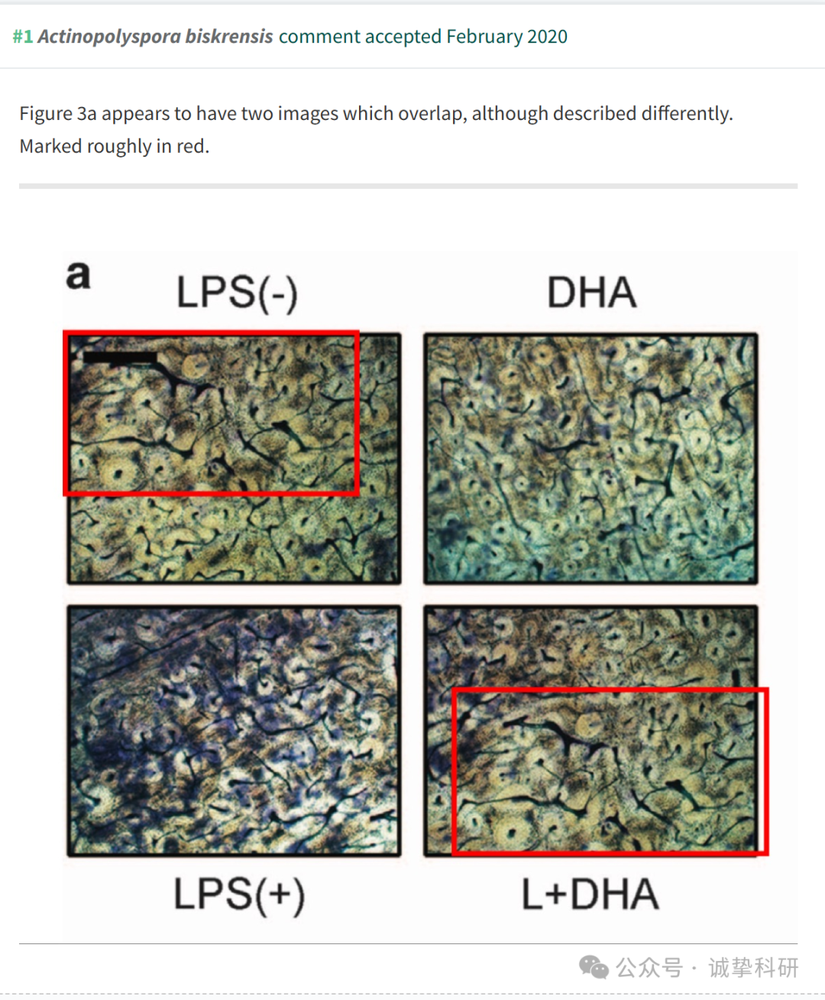 #1 Actinopolyspora biskrensis comment accepted February 2020
Figure 3a appears to have two images which overlap, although described differently.
Marked roughly in red.
a
LPS(-) DHA
LPS(+) L+DHA
公众号 · 诚挚科研